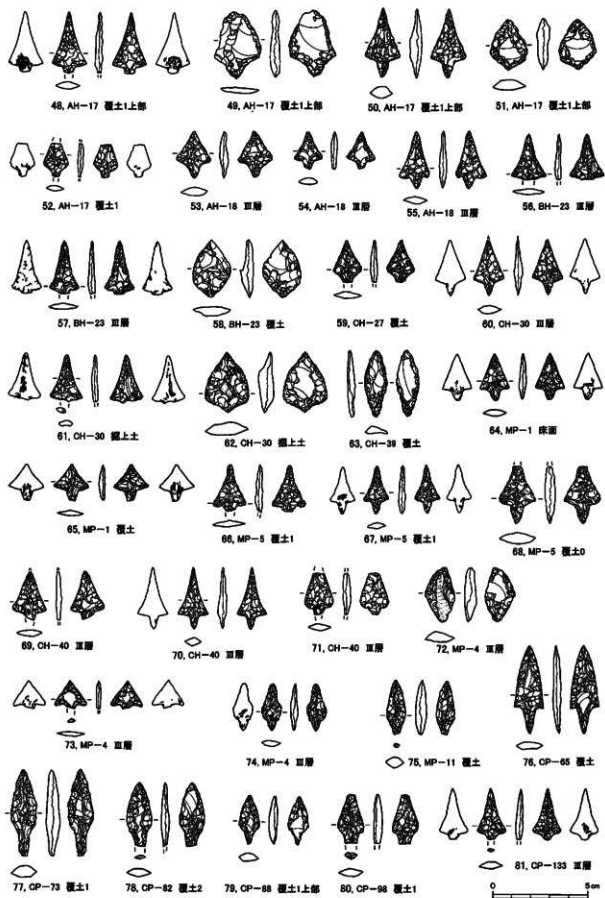 48, AH-17 覆土1上部
49, AH-17 覆土1上部
50, AH-17 覆土1上部
51, AH-17 覆土1上部
52, AH-17 覆土1
53, AH-18 Ⅲ層
54, AH-18 Ⅲ層
55, AH-18 Ⅲ層
56, BH-23 Ⅲ層
57, BH-23 Ⅲ層
58, BH-23 覆土
59, CH-27 覆土
60, CH-30 Ⅲ層
61, CH-30 掘上土
62, CH-30 掘上土
63, CH-39 覆土
64, MP-1 床面
65, MP-1 覆土
66, MP-5 覆土1
67, MP-5 覆土1
68, MP-5 覆土0
69, CH-40 Ⅲ層
70, CH-40 Ⅲ層
71, CH-40 Ⅲ層
72, MP-4 Ⅲ層
73, MP-4 Ⅲ層
74, MP-4 Ⅲ層
75, MP-11 覆土
76, CP-65 覆土
77, CP-73 覆土1
78, CP-82 覆土2
79, CP-88 覆土1上部
80, CP-98 覆土1
81, CP-133 Ⅲ層
0 5cm